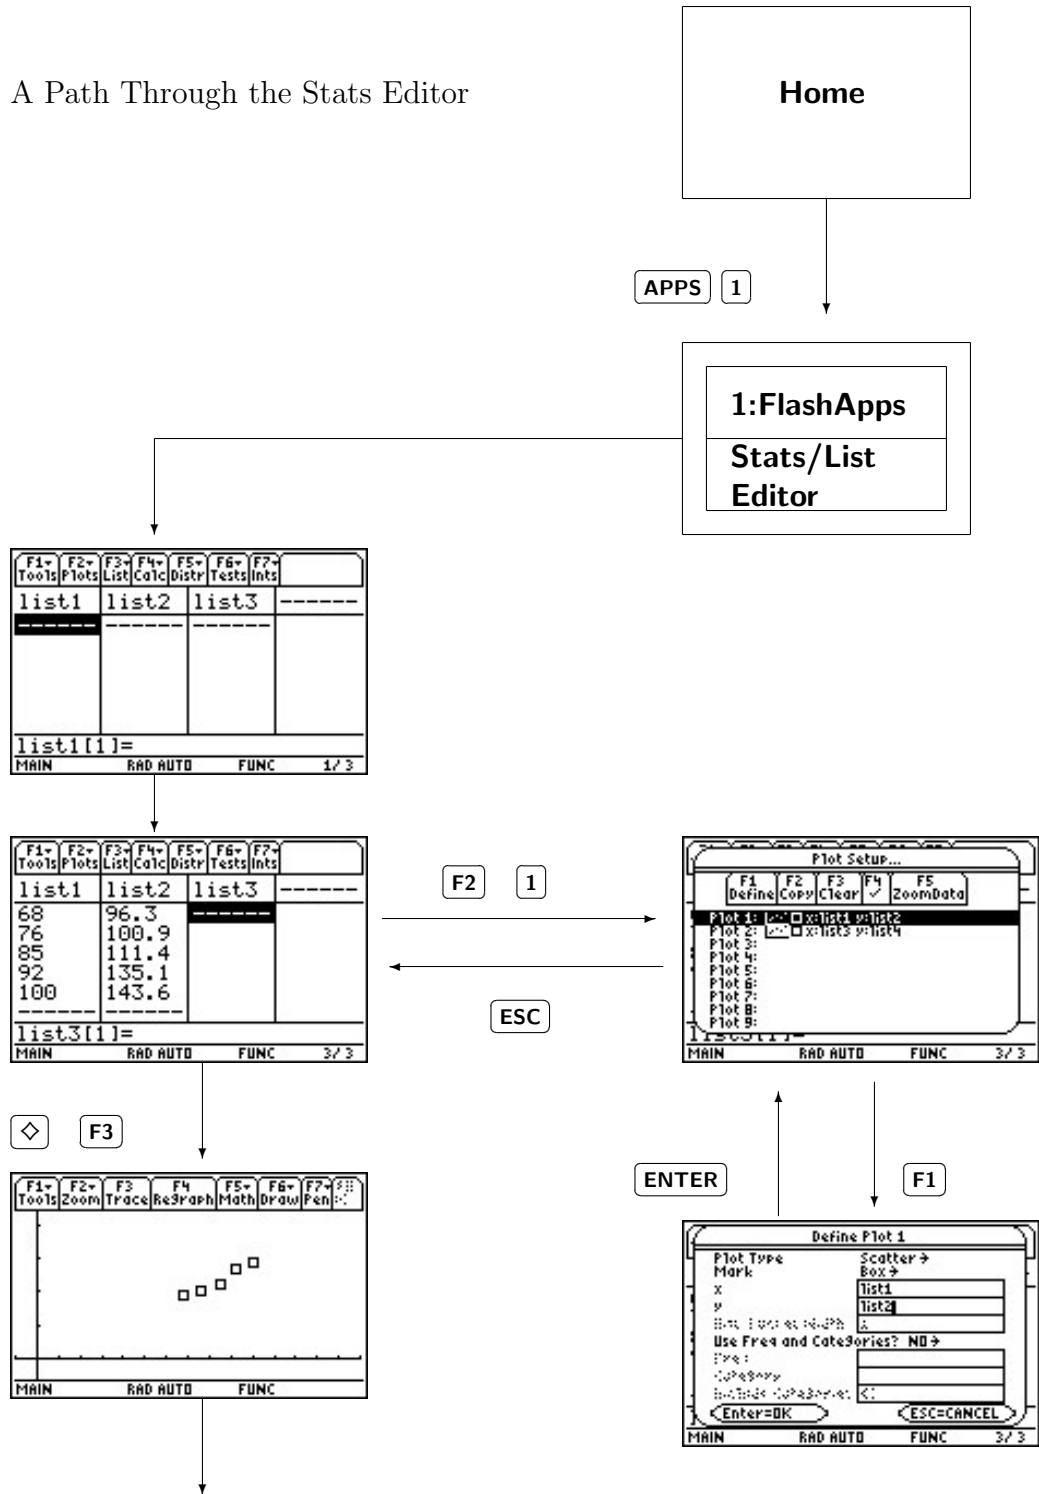 A Path Through the Stats Editor
Home
APPS 1
1:FlashApps
Stats/List
Editor
F1 F2 F3 F4 F5 F6 F7
Tools Plots List Calc Distr Tests Ints
list1 list2 list3 ------
------ ------ ------
list1[1]=
MAIN RAD AUTO FUNC 1/3
F1 F2 F3 F4 F5 F6 F7
Tools Plots List Calc Distr Tests Ints
list1 list2 list3 ------
68 96.3 ------
76 100.9
85 111.4
92 135.1
100 143.6
------ ------
list3[1]=
MAIN RAD AUTO FUNC 3/3
F2 1
ESC
Plot Setup...
F1 F2 F3 F4 F5
Define Copy Clear ✓ ZoomData
Plot 1: x:list1 y:list2
Plot 2: x:list3 y:list4
Plot 3:
Plot 4:
Plot 5:
Plot 6:
Plot 7:
Plot 8:
Plot 9:
MAIN RAD AUTO FUNC 3/3
◇ F3
ENTER
F1
F1 F2 F3 F4 F5 F6 F7
Tools Zoom Trace ReGraph Math Draw Pen
MAIN RAD AUTO FUNC
Define Plot 1
Plot Type Scatter→
Mark Box→
x list1
y list2
Use Freq and Categories? NO→
Category
Enter=OK ESC=CANCEL
MAIN RAD AUTO FUNC 3/3